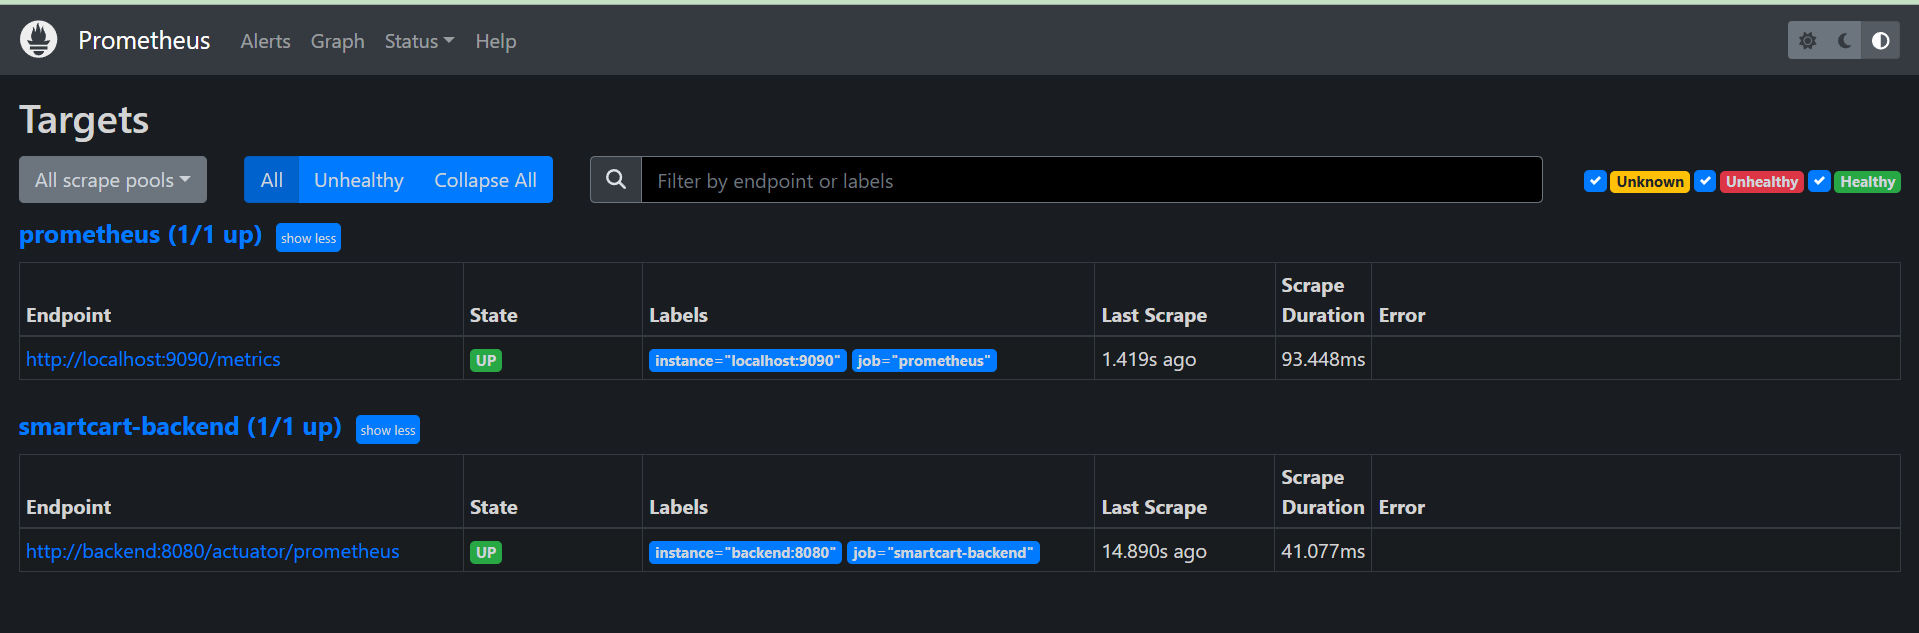 Prometheus Alerts Graph Status Help
Targets
All scrape pools All Unhealthy Collapse All Filter by endpoint or labels Unknown Unhealthy Healthy
prometheus (1/1 up) show less
Endpoint State Labels Last Scrape Scrape Duration Error
http://localhost:9090/metrics UP instance="localhost:9090" job="prometheus" 1.419s ago 93.448ms
smartcart-backend (1/1 up) show less
Endpoint State Labels Last Scrape Scrape Duration Error
http://backend:8080/actuator/prometheus UP instance="backend:8080" job="smartcart-backend" 14.890s ago 41.077ms